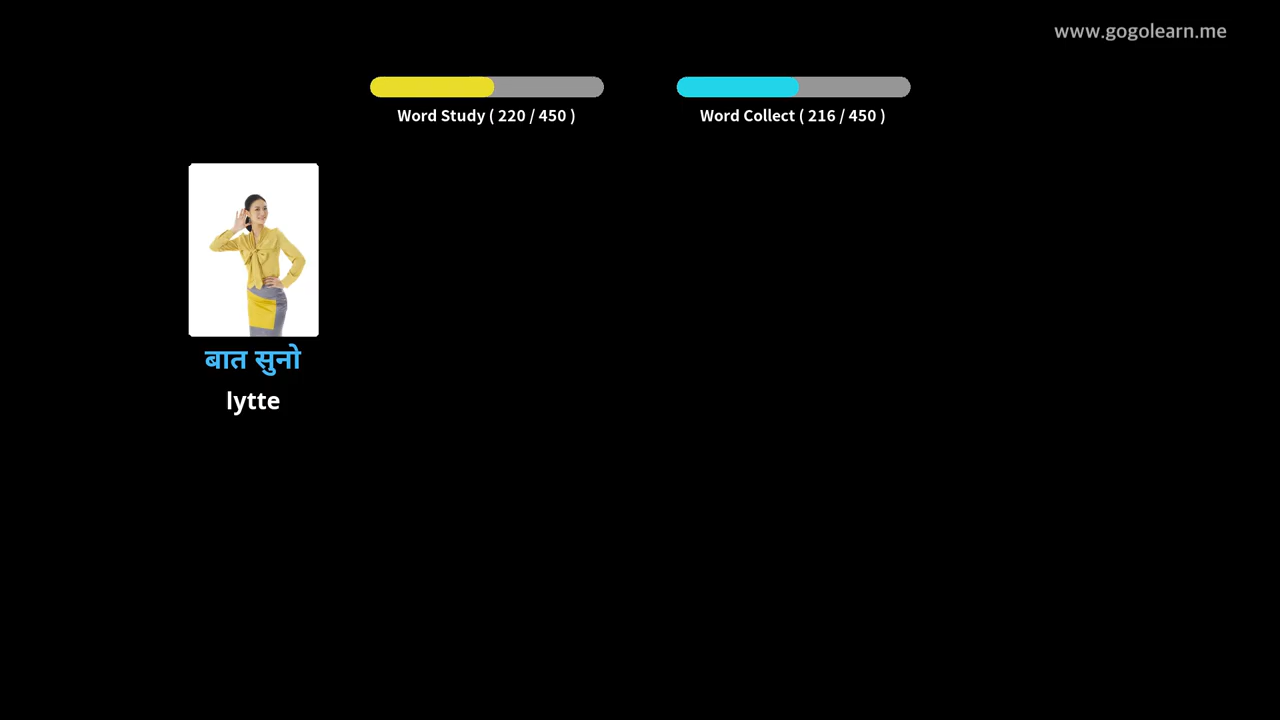 www.gogolearn.me
Word Study ( 220 / 450 )
Word Collect ( 216 / 450 )
बात सुनो
lytte